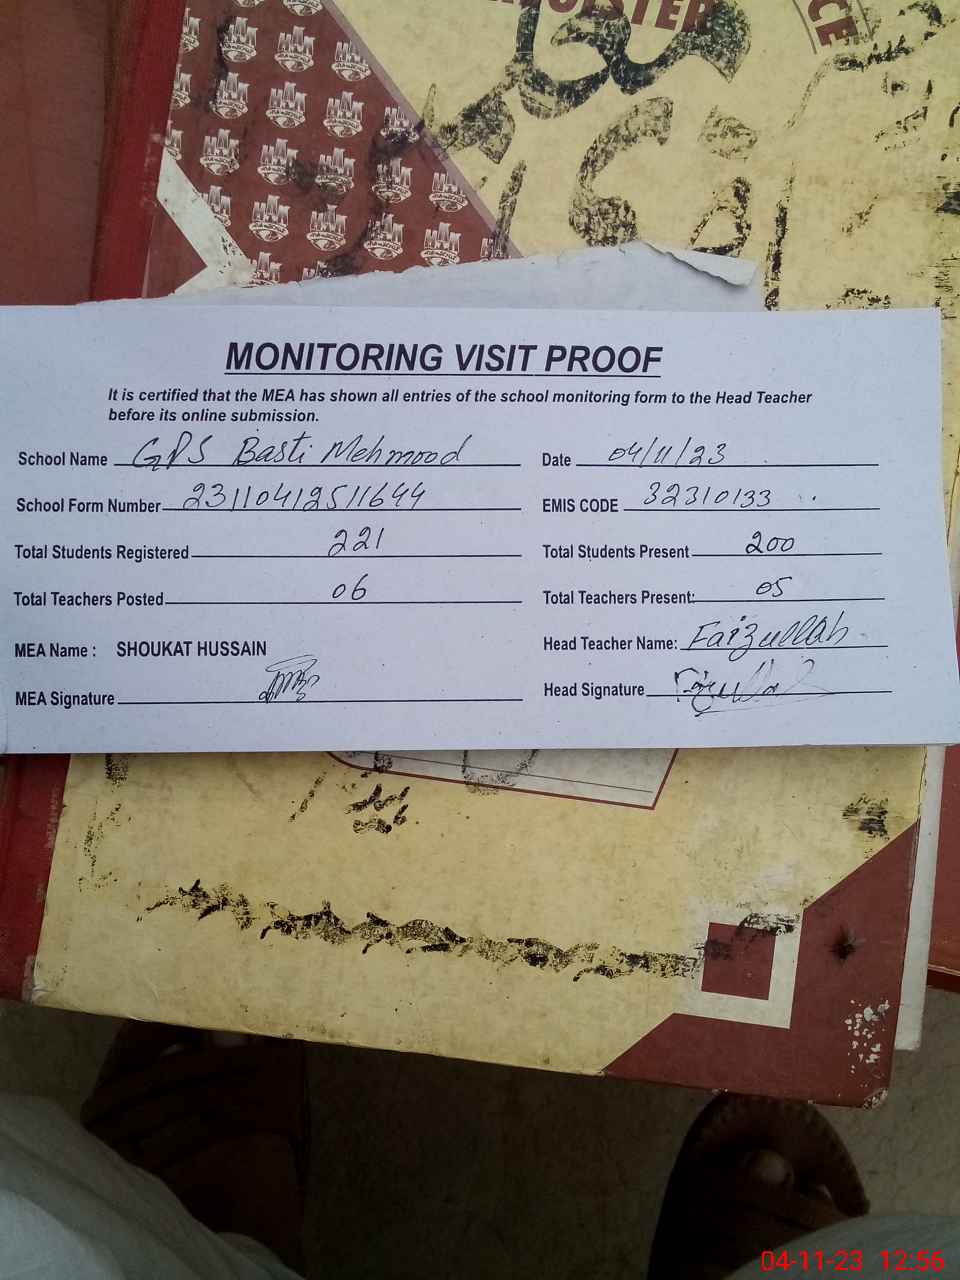 REGISTER
MONITORING VISIT PROOF
It is certified that the MEA has shown all entries of the school monitoring form to the Head Teacher
before its online submission.
School Name GPS Basti Mehmood Date 04/11/23
School Form Number 23110412511644 EMIS CODE 32310133
Total Students Registered 221 Total Students Present 200
Total Teachers Posted 06 Total Teachers Present: 05
MEA Name : SHOUKAT HUSSAIN Head Teacher Name: Faizullah
MEA Signature Head Signature Faizullah
04-11-23 12:56